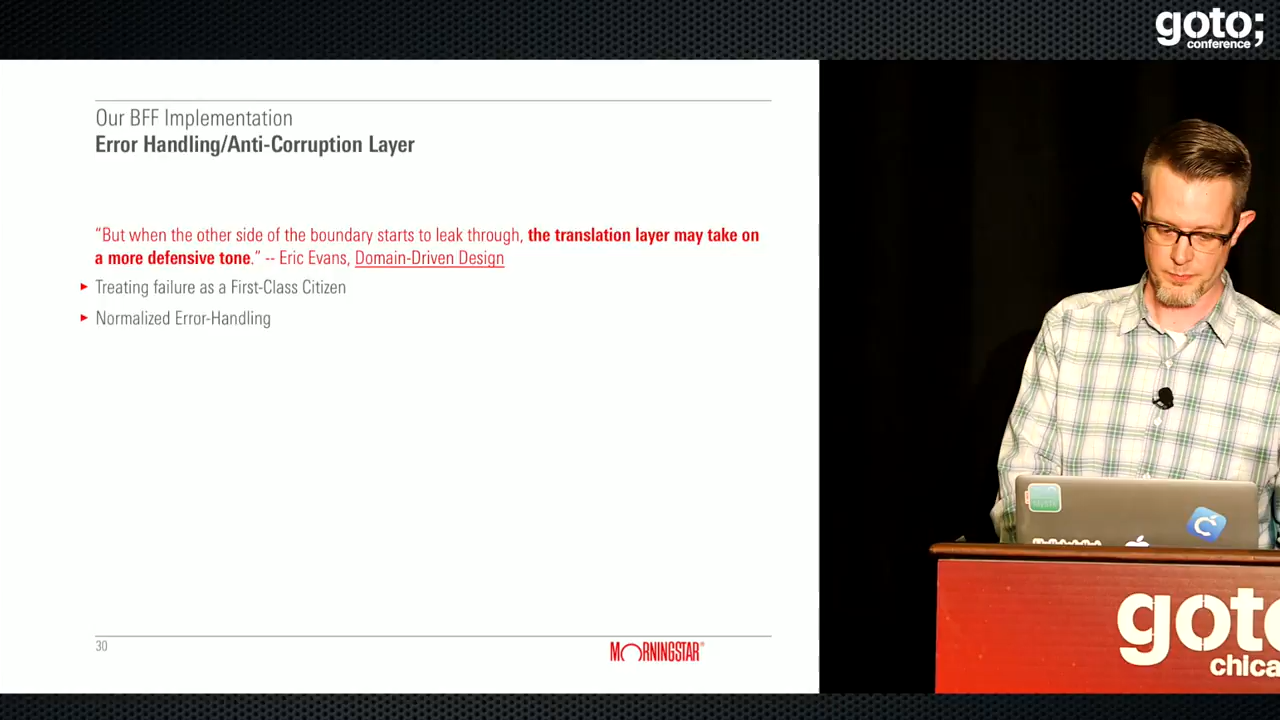 goto;
conference
Our BFF Implementation
Error Handling/Anti-Corruption Layer
“But when the other side of the boundary starts to leak through, the translation layer may take on
a more defensive tone.” -- Eric Evans, Domain-Driven Design
Treating failure as a First-Class Citizen
Normalized Error-Handling
30
MORNINGSTAR®
goto
chica